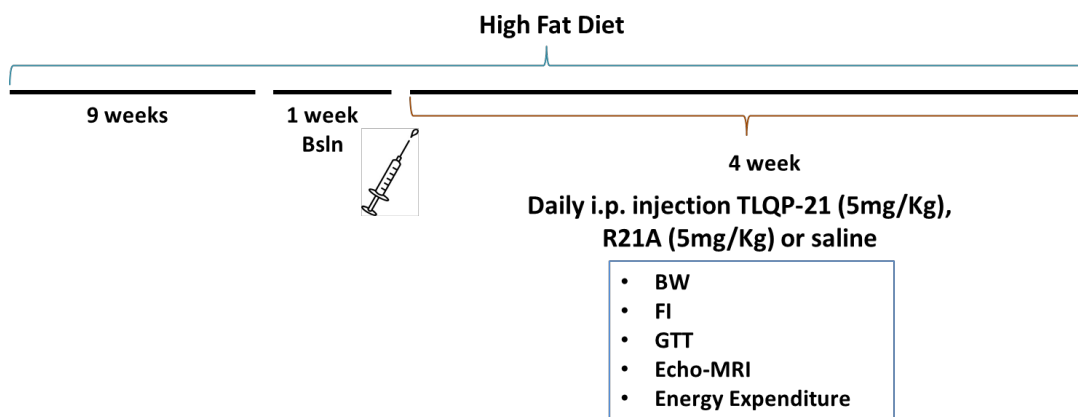 High Fat Diet
9 weeks
1 week
Bsln
4 week
Daily i.p. injection TLQP-21 (5mg/Kg),
R21A (5mg/Kg) or saline
• BW
• FI
• GTT
• Echo-MRI
• Energy Expenditure